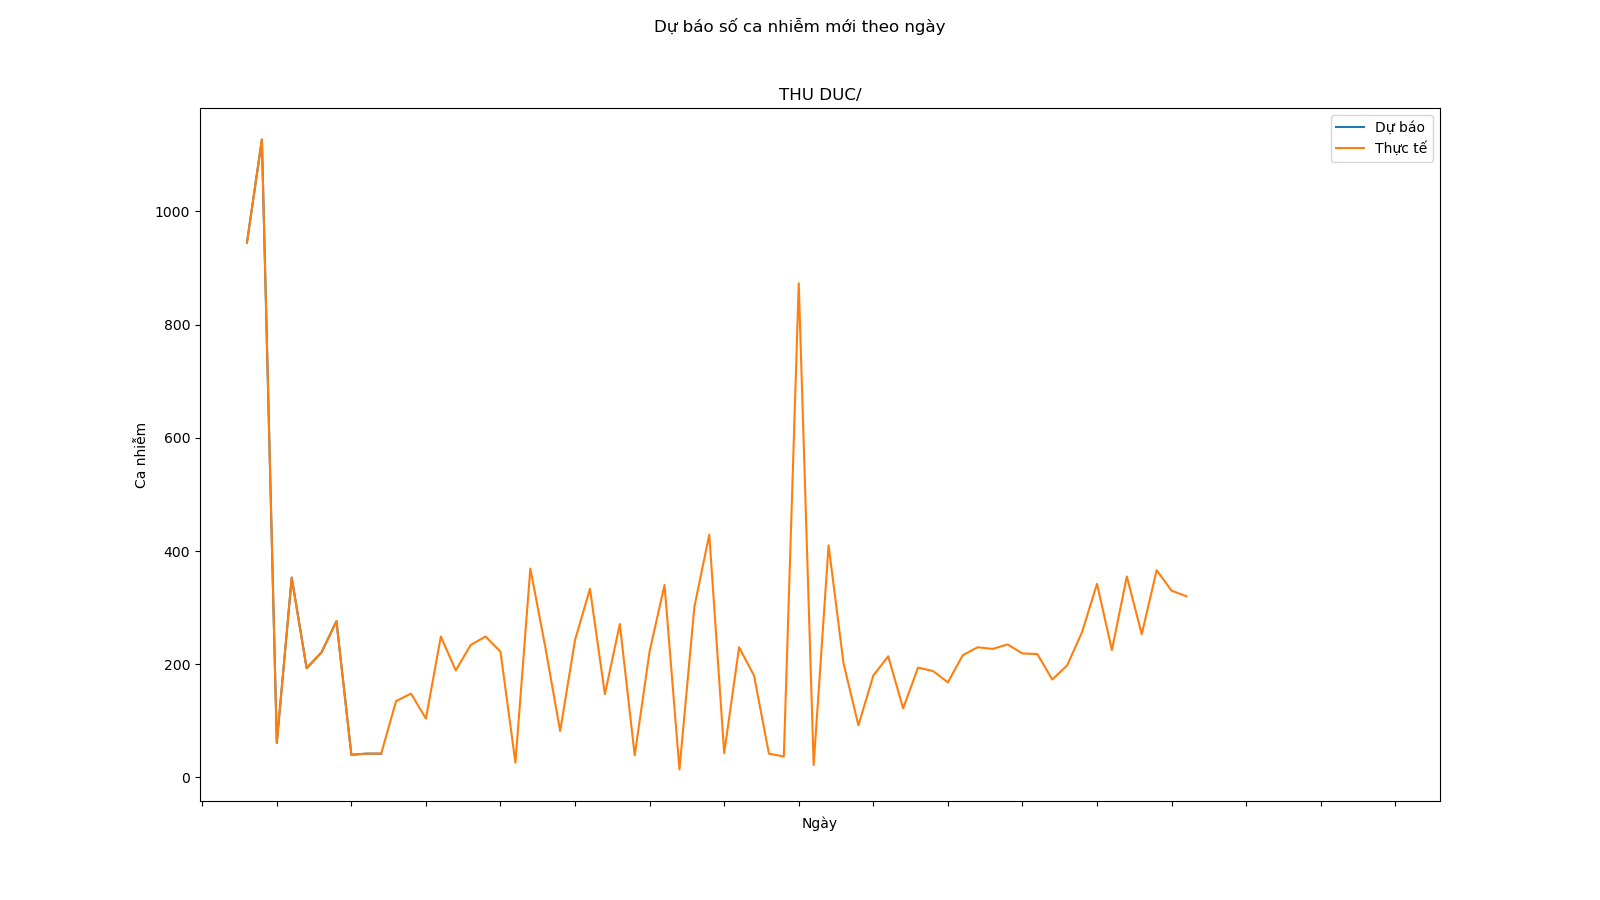 Dự báo số ca nhiễm mới theo ngày
THU DUC/
Dự báo
Thực tế
1000
800
600
400
200
0
Ca nhiễm
Ngày